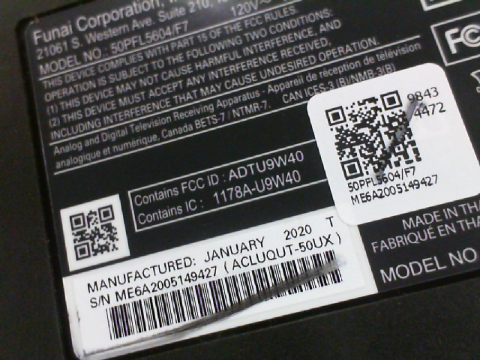 Funai Corporation,
21061 S. Western Ave. Suite 210,
MODEL NO : 50PFL5604/F7 120V~
THIS DEVICE COMPLIES WITH PART 15 OF THE FCC RULES.
OPERATION IS SUBJECT TO THE FOLLOWING TWO CONDITIONS:
(1) THIS DEVICE MAY NOT CAUSE HARMFUL INTERFERENCE, AND
(2) THIS DEVICE MUST ACCEPT ANY INTERFERENCE RECEIVED,
INCLUDING INTERFERENCE THAT MAY CAUSE UNDESIRED OPERATION.
Analog and Digital Television Receiving Apparatus - Appareil de réception de télévision
analogique et numérique, Canada BETS-7 / NTMR-7. CAN ICES-3 (B)/NMB-3(B)
FC
9843
4472
50PFL5604/F7
ME6A2005149427
Contains FCC ID : ADTU9W40
Contains IC : 1178A-U9W40
MADE IN
FABRIQUÉ EN
MODEL NO
MANUFACTURED: JANUARY 2020 T
S/N ME6A2005149427 ( ACLUQUT-50UX )